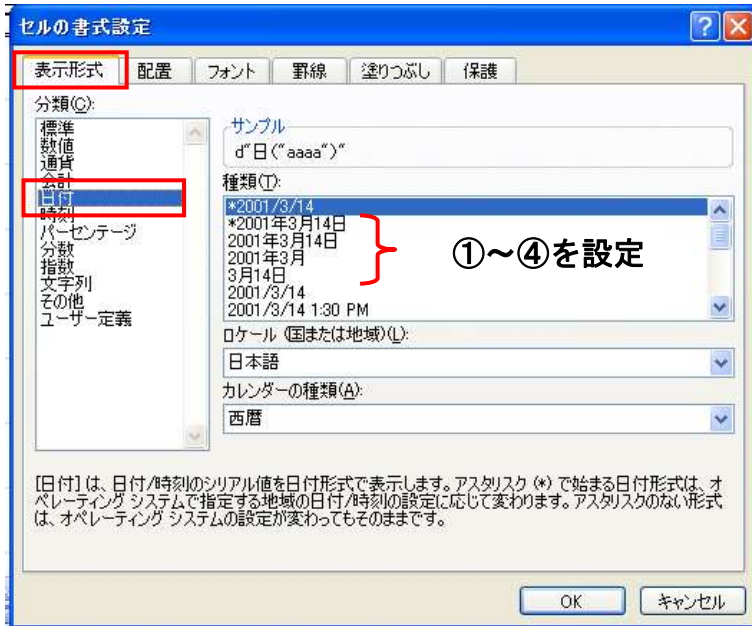 セルの書式設定
表示形式 配置 フォント 罫線 塗りつぶし 保護
分類(C):
標準
数値
通貨
会計
日付
時刻
パーセンテージ
分数
指数
文字列
その他
ユーザー定義
サンプル
d"日("aaaa")"
種類(T):
*2001/3/14
*2001年3月14日
2001年3月14日
2001年3月
3月14日
2001/3/14
2001/3/14 1:30 PM
①～④を設定
ロケール (国または地域)(L):
日本語
カレンダーの種類(A):
西暦
[日付] は、日付/時刻のシリアル値を日付形式で表示します。アスタリスク (*) で始まる日付形式は、オ
ペレーティング システムで指定する地域の日付/時刻の設定に応じて変わります。アスタリスクのない形式
は、オペレーティング システムの設定が変わってもそのままです。
OK キャンセル